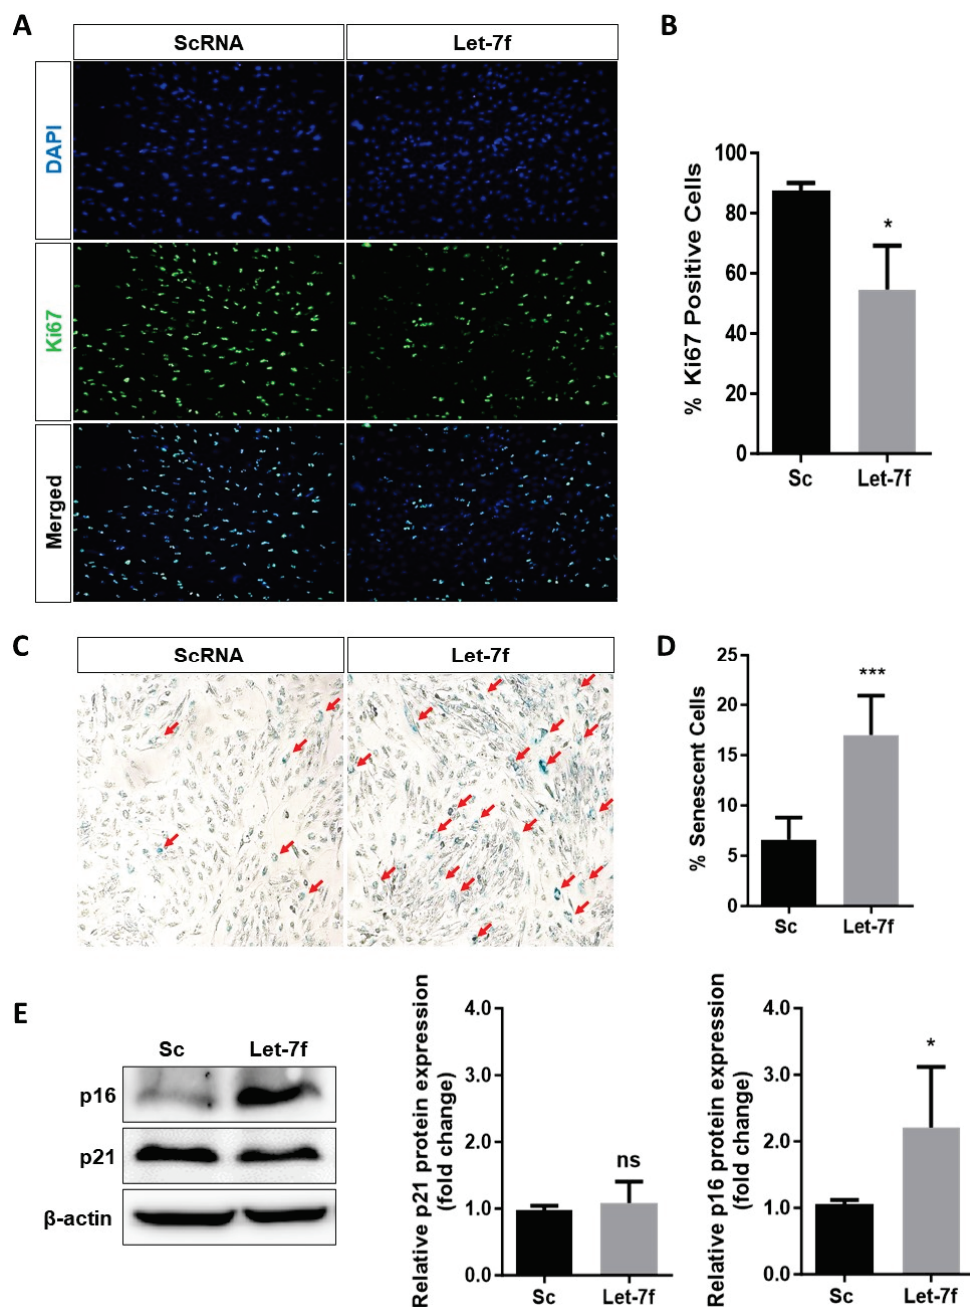 A
ScRNA
Let-7f
DAPI
Ki67
Merged
B
% Ki67 Positive Cells
100
80
60
40
20
0
*
Sc
Let-7f
C
ScRNA
Let-7f
D
% Senescent Cells
25
20
15
10
5
0
***
Sc
Let-7f
E
Sc
Let-7f
p16
p21
β-actin
Relative p21 protein expression
(fold change)
4.0
3.0
2.0
1.0
0.0
ns
Sc
Let-7f
Relative p16 protein expression
(fold change)
4.0
3.0
2.0
1.0
0.0
*
Sc
Let-7f